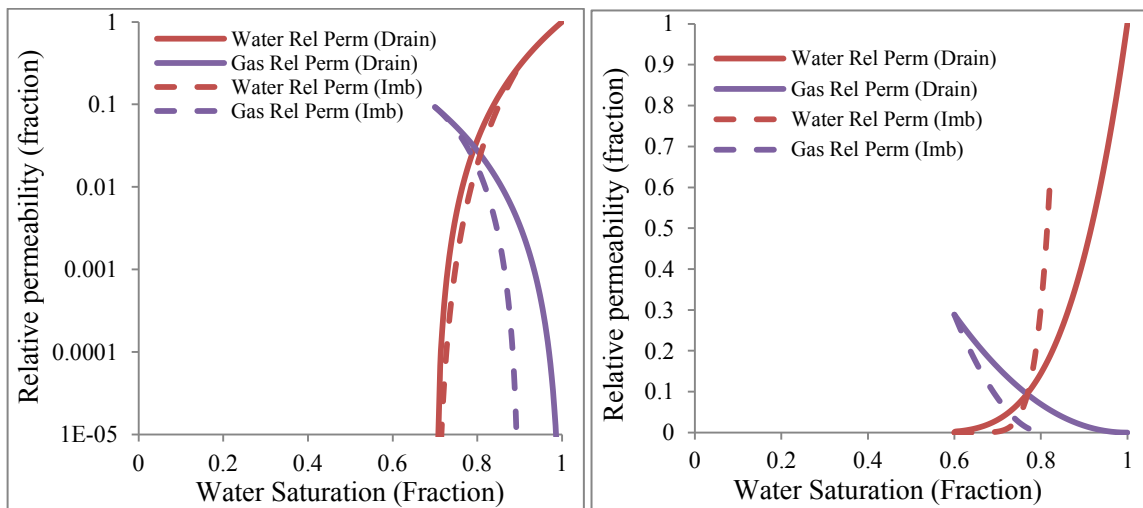 Relative permeability (fraction)
1
0.1
0.01
0.001
0.0001
1E-05
Water Rel Perm (Drain)
Gas Rel Perm (Drain)
Water Rel Perm (Imb)
Gas Rel Perm (Imb)
0 0.2 0.4 0.6 0.8 1
Water Saturation (Fraction)
Relative permeability (fraction)
1
0.9
0.8
0.7
0.6
0.5
0.4
0.3
0.2
0.1
0
Water Rel Perm (Drain)
Gas Rel Perm (Drain)
Water Rel Perm (Imb)
Gas Rel Perm (Imb)
0 0.2 0.4 0.6 0.8 1
Water Saturation (Fraction)